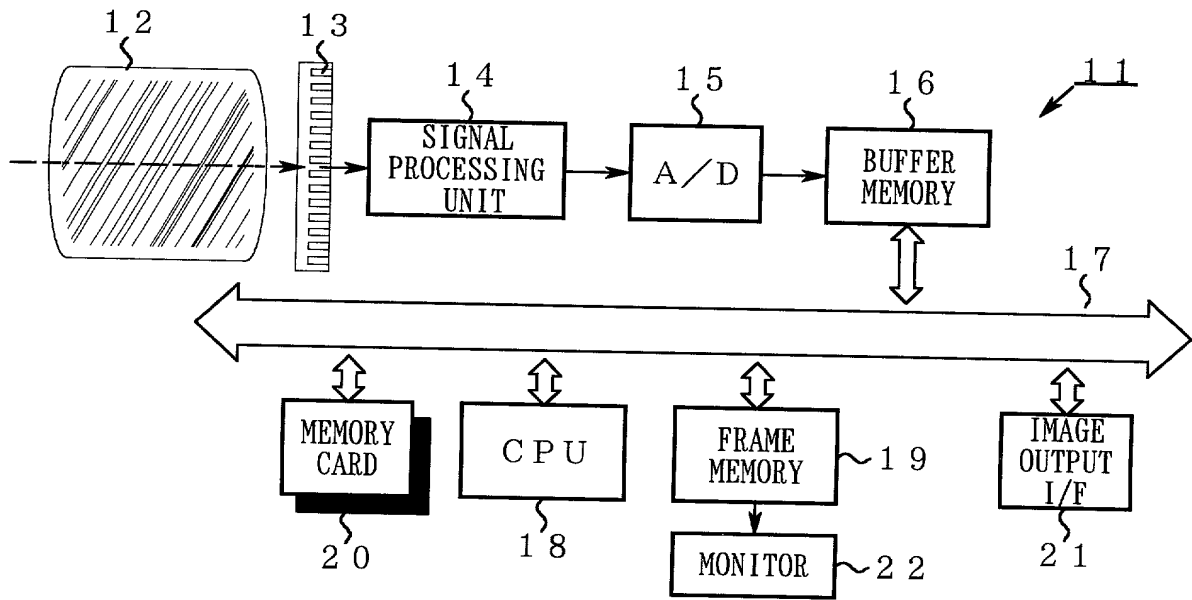 12
13
14
15
16
11
SIGNAL
PROCESSING
UNIT
A/D
BUFFER
MEMORY
17
MEMORY
CARD
CPU
FRAME
MEMORY
IMAGE
OUTPUT
I/F
20
18
19
21
MONITOR
22